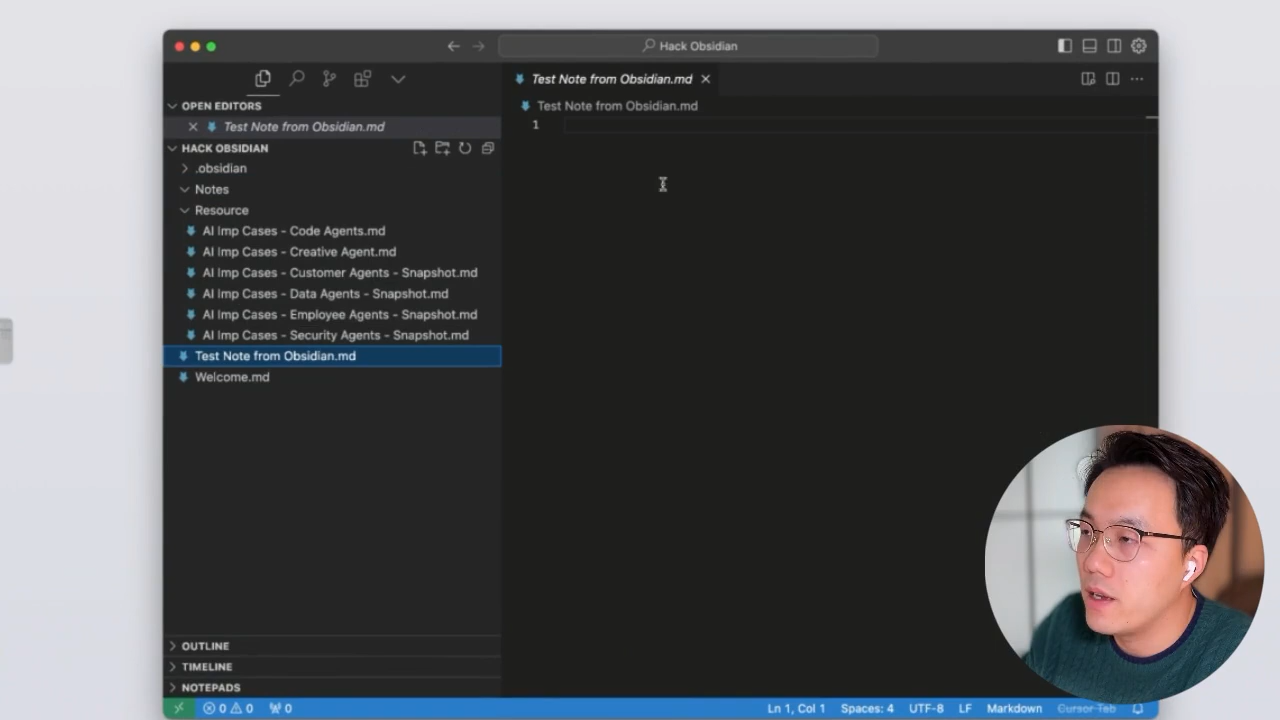 Hack Obsidian
OPEN EDITORS
Test Note from Obsidian.md
HACK OBSIDIAN
.obsidian
Notes
Resource
AI Imp Cases - Code Agents.md
AI Imp Cases - Creative Agent.md
AI Imp Cases - Customer Agents - Snapshot.md
AI Imp Cases - Data Agents - Snapshot.md
AI Imp Cases - Employee Agents - Snapshot.md
AI Imp Cases - Security Agents - Snapshot.md
Test Note from Obsidian.md
Welcome.md
OUTLINE
TIMELINE
NOTEPADS
Test Note from Obsidian.md
Test Note from Obsidian.md
1
0 0 0
Ln 1, Col 1 Spaces: 4 UTF-8 LF Markdown Cursor Tab